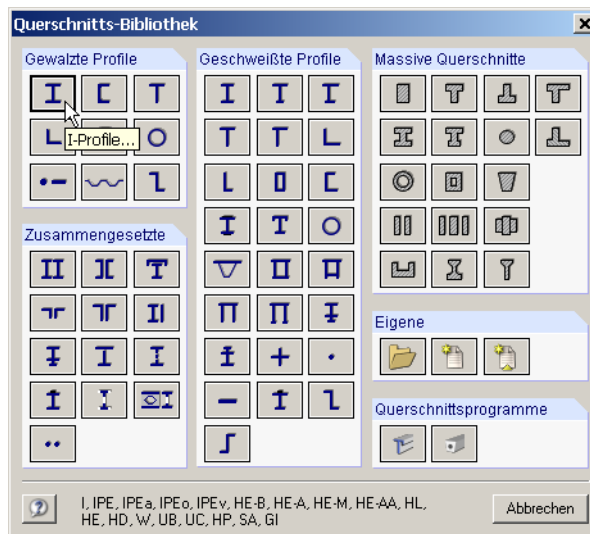 Querschnitts-Bibliothek
Gewalzte Profile
I-Profile...
Zusammengesetzte
Geschweißte Profile
Massive Querschnitte
Eigene
Querschnittsprogramme
I, IPE, IPEa, IPEo, IPEv, HE-B, HE-A, HE-M, HE-AA, HL,
HE, HD, W, UB, UC, HP, SA, GI
Abbrechen